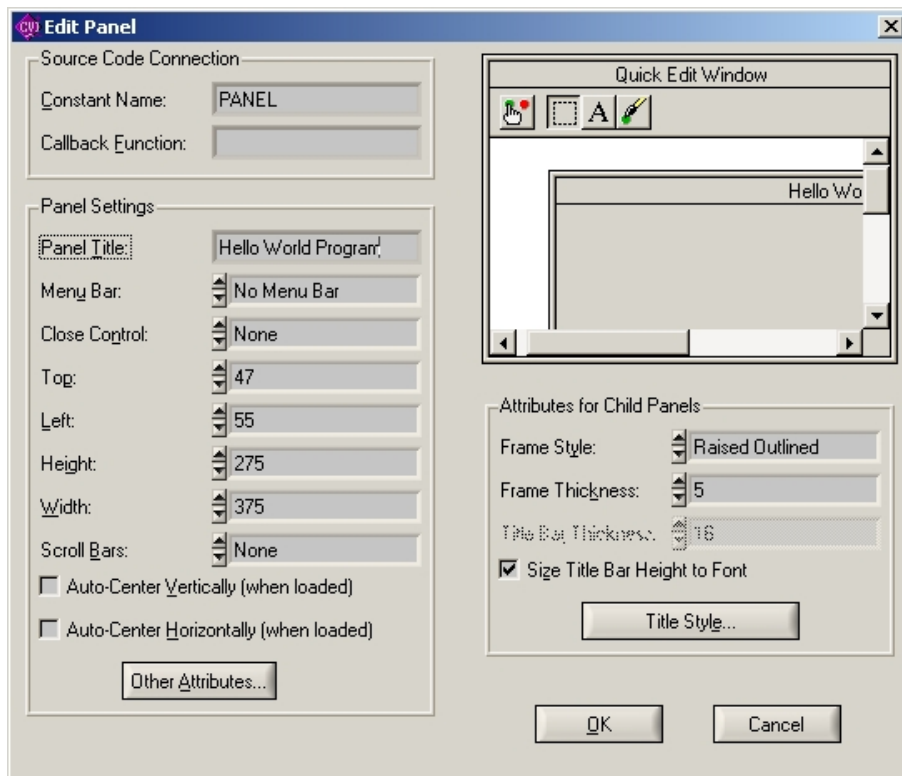 CVI Edit Panel
Source Code Connection
Constant Name: PANEL
Callback Function:
Panel Settings
Panel Title: Hello World Program
Menu Bar: No Menu Bar
Close Control: None
Top: 47
Left: 55
Height: 275
Width: 375
Scroll Bars: None
Auto-Center Vertically (when loaded)
Auto-Center Horizontally (when loaded)
Other Attributes...
Quick Edit Window
A
Hello Wo
Attributes for Child Panels
Frame Style: Raised Outlined
Frame Thickness: 5
Title Bar Thickness: 16
Size Title Bar Height to Font
Title Style...
OK Cancel